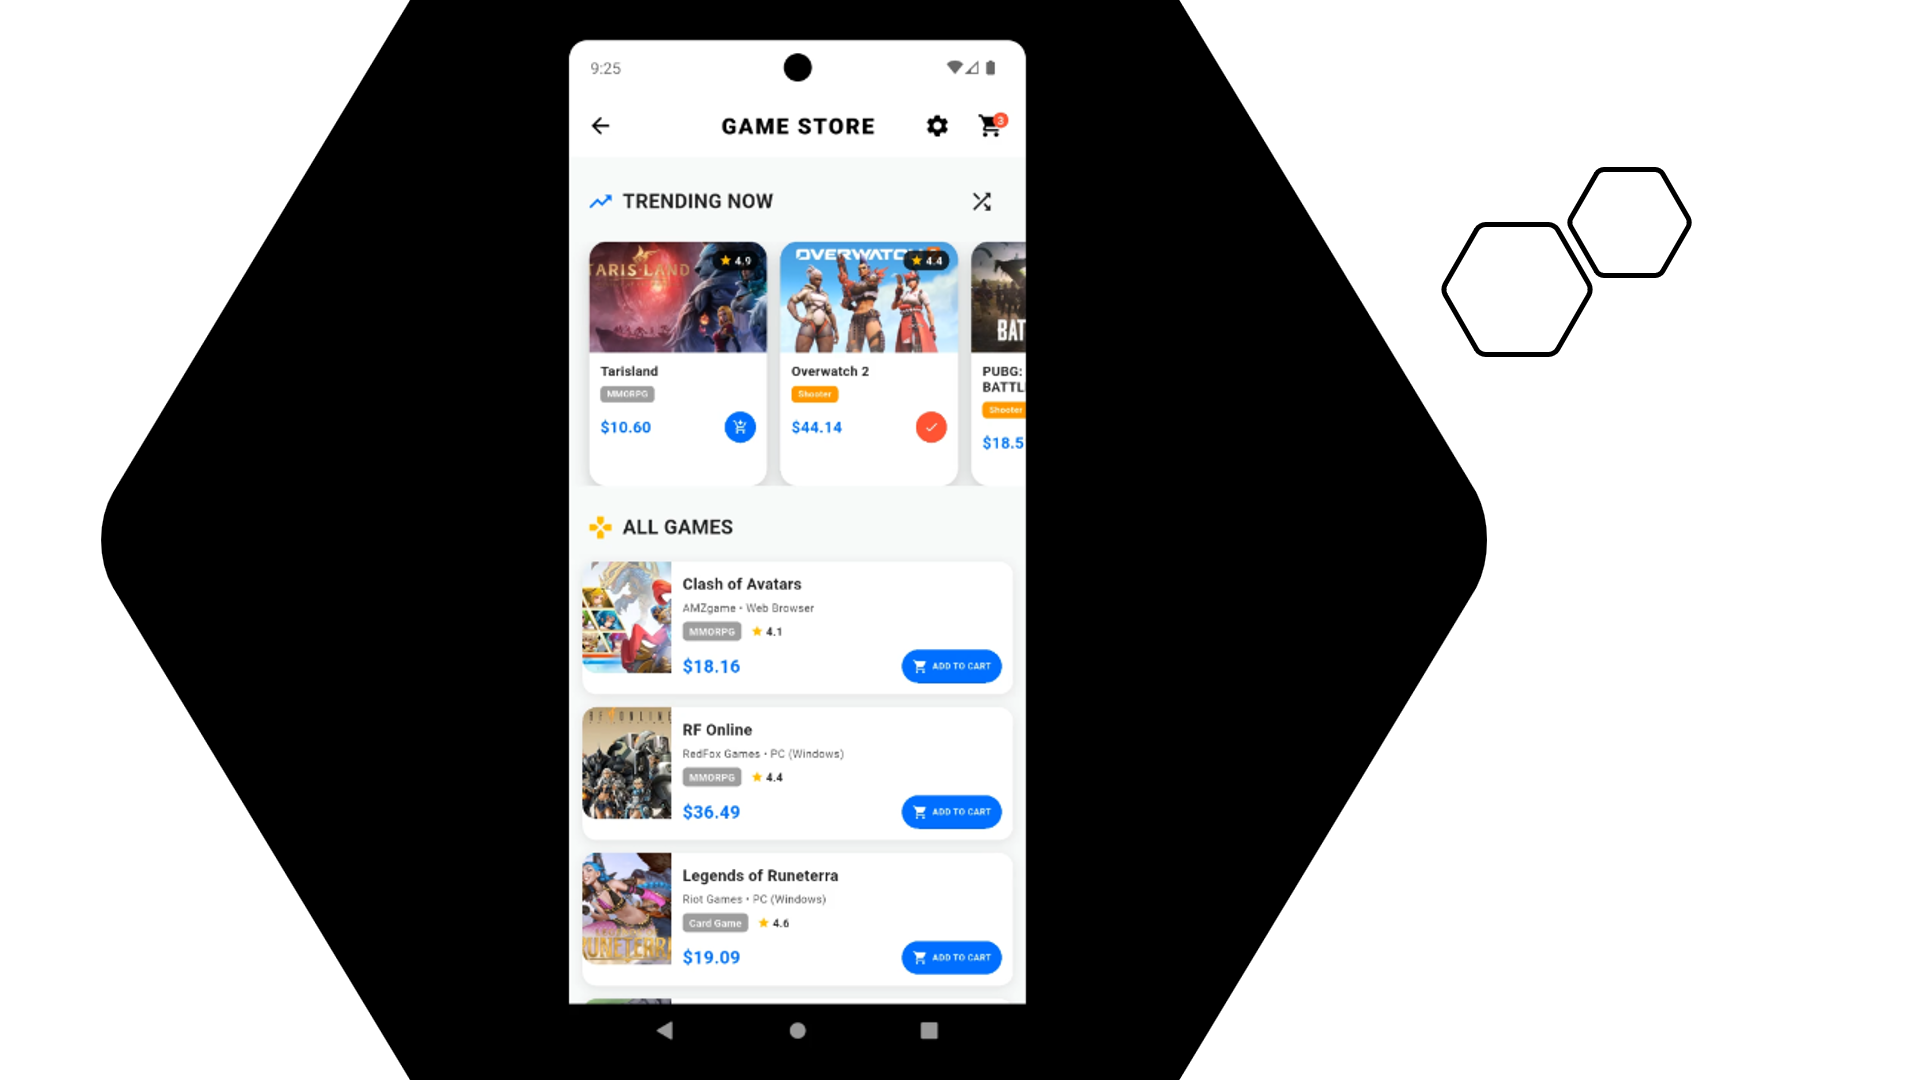 9:25
GAME STORE
3
TRENDING NOW
TARISLAND
4.9
OVERWATCH
4.4
BAT
Tarisland
MMORPG
$10.60
Overwatch 2
Shooter
$44.14
PUBG:
BATTL
Shooter
$18.5
ALL GAMES
Clash of Avatars
AMZgame • Web Browser
MMORPG
4.1
$18.16
ADD TO CART
RF ONLINE
RF Online
RedFox Games • PC (Windows)
MMORPG
4.4
$36.49
ADD TO CART
RUNETERRA
Legends of Runeterra
Riot Games • PC (Windows)
Card Game
4.6
$19.09
ADD TO CART